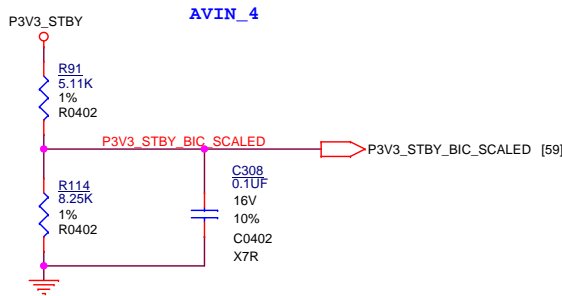 AVIN_4
P3V3_STBY
R91
5.11K
1%
R0402
P3V3_STBY_BIC_SCALED
P3V3_STBY_BIC_SCALED [59]
R114
8.25K
1%
R0402
C308
0.1UF
16V
10%
C0402
X7R